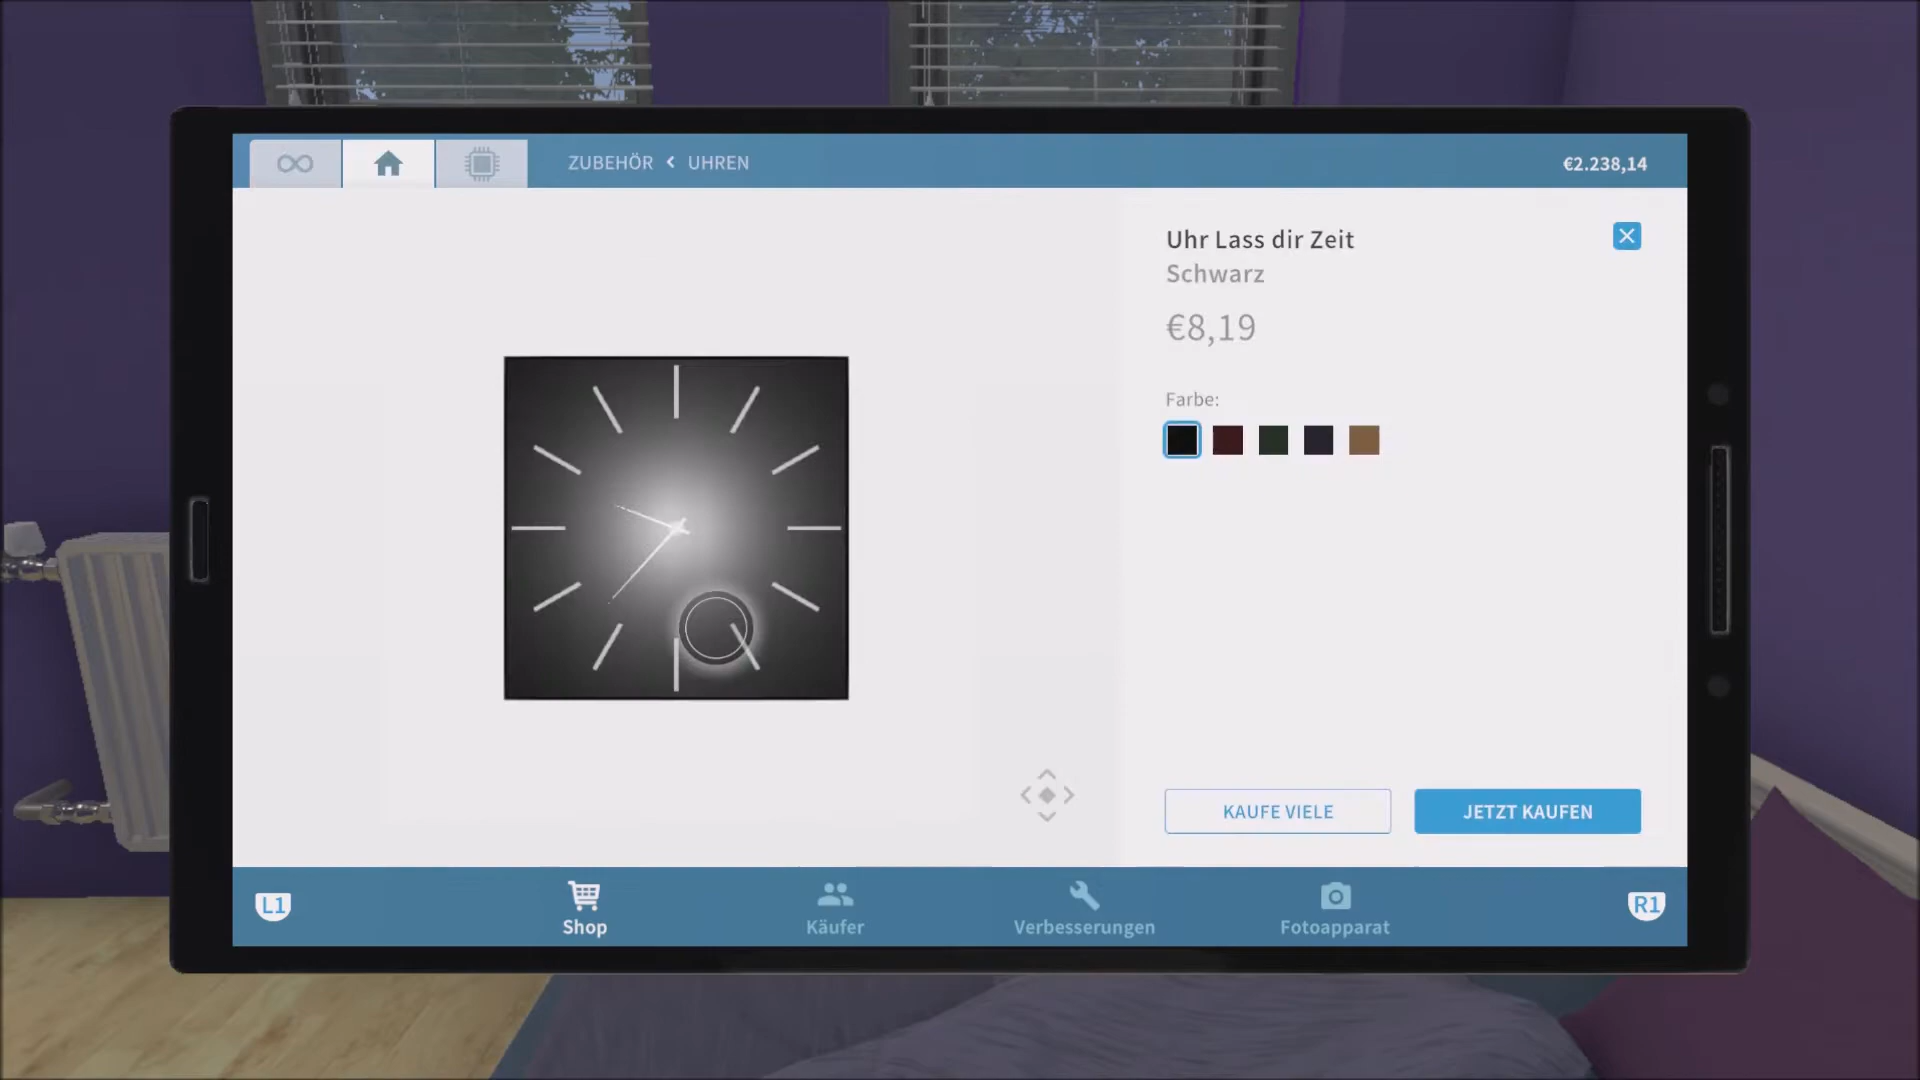 ZUBEHÖR < UHREN
€2.238,14
Uhr Lass dir Zeit
Schwarz
€8,19
Farbe:
KAUFE VIELE
JETZT KAUFEN
L1
Shop
Käufer
Verbesserungen
Fotoapparat
R1